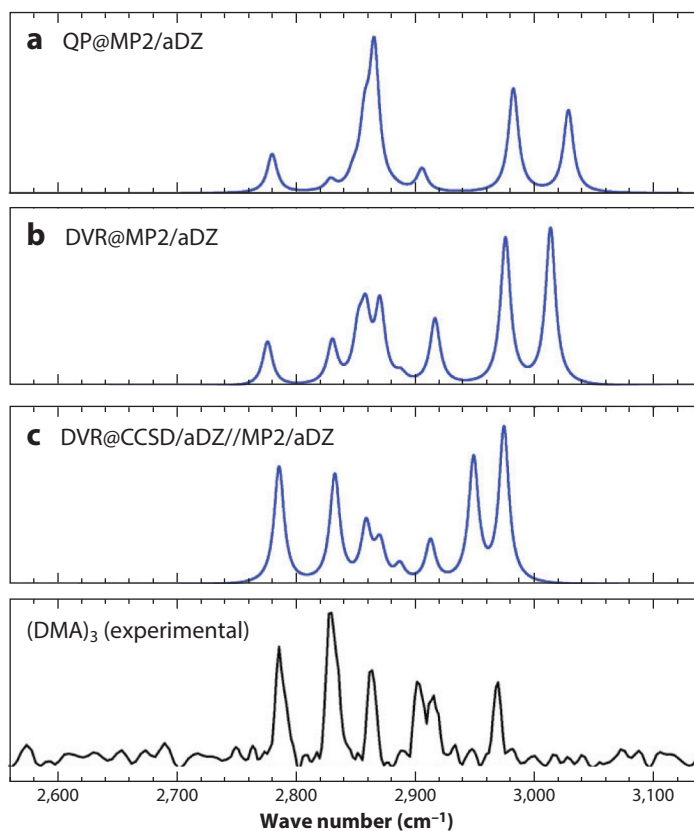 a QP@MP2/aDZ
b DVR@MP2/aDZ
c DVR@CCSD/aDZ//MP2/aDZ
(DMA)₃ (experimental)
2,600 2,700 2,800 2,900 3,000 3,100
Wave number (cm⁻¹)